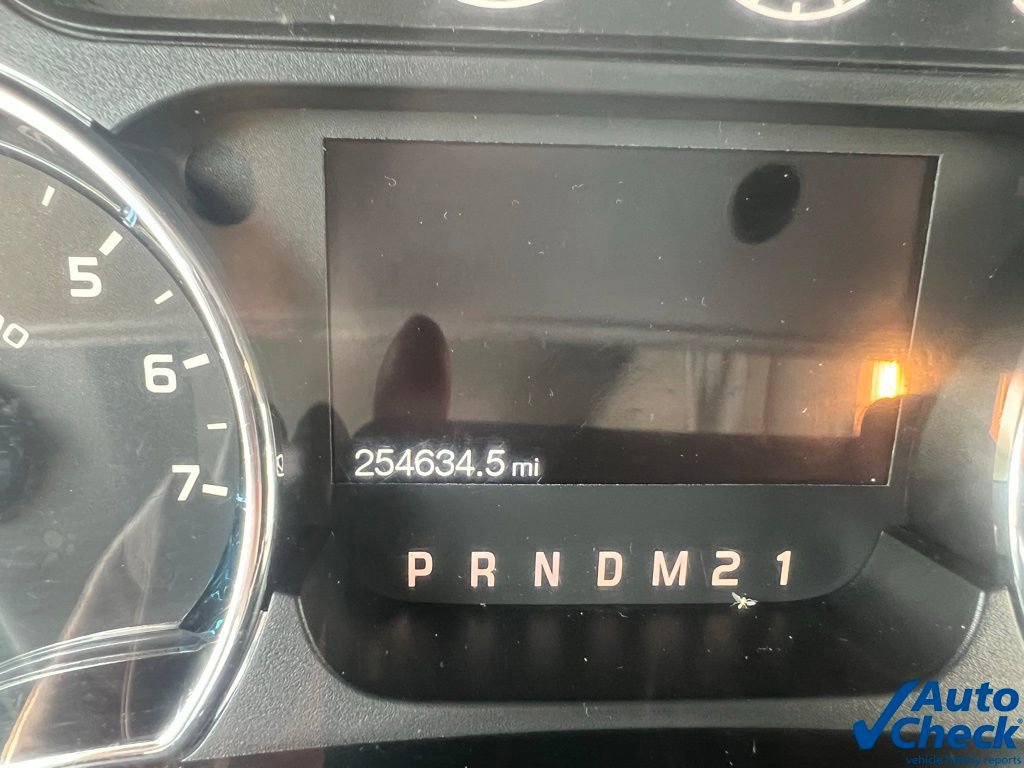 5
6
7
254634.5 mi
P R N D M 2 1
Auto
Check®
vehicle history reports